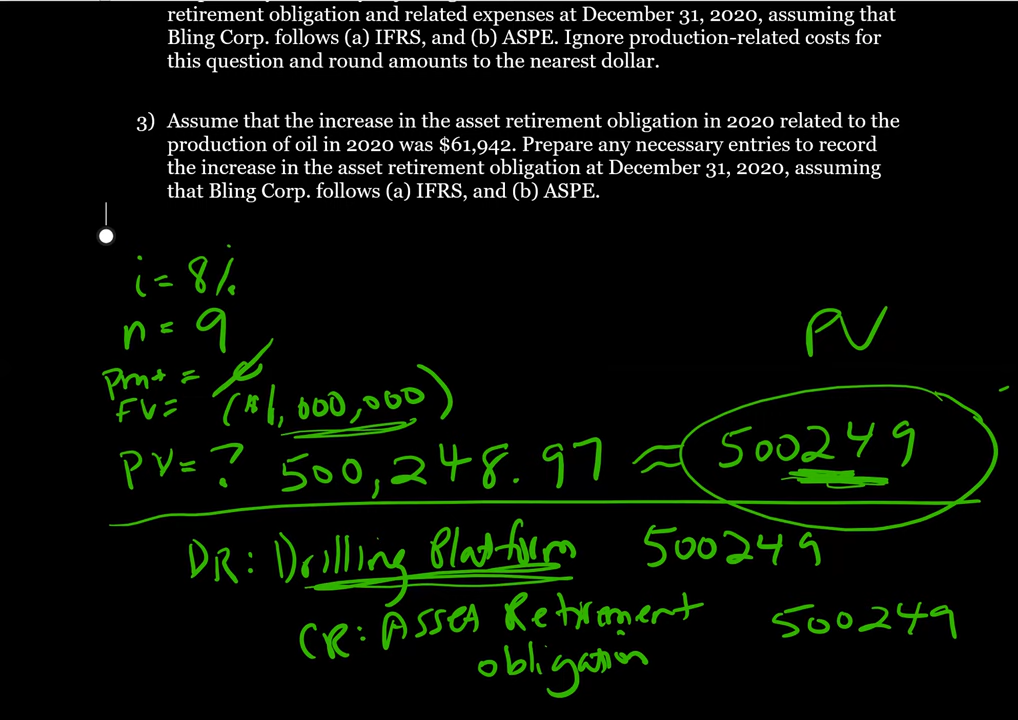 retirement obligation and related expenses at December 31, 2020, assuming that
Bling Corp. follows (a) IFRS, and (b) ASPE. Ignore production-related costs for
this question and round amounts to the nearest dollar.
3) Assume that the increase in the asset retirement obligation in 2020 related to the
production of oil in 2020 was $61,942. Prepare any necessary entries to record
the increase in the asset retirement obligation at December 31, 2020, assuming
that Bling Corp. follows (a) IFRS, and (b) ASPE.
i = 8%
n = 9
PV
Pmt = ∅
FV = ($1,000,000)
PV = ? 500,248.97 ≈ 500249
DR: Drilling Platform 500249
CR: Asset Retirement 500249
obligation